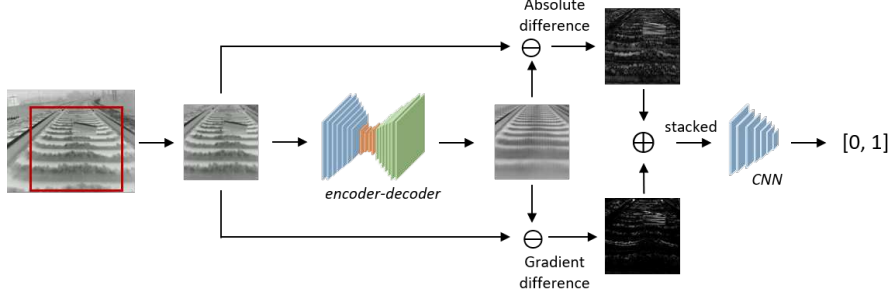 Absolute
difference
stacked
[0, 1]
encoder-decoder
CNN
Gradient
difference